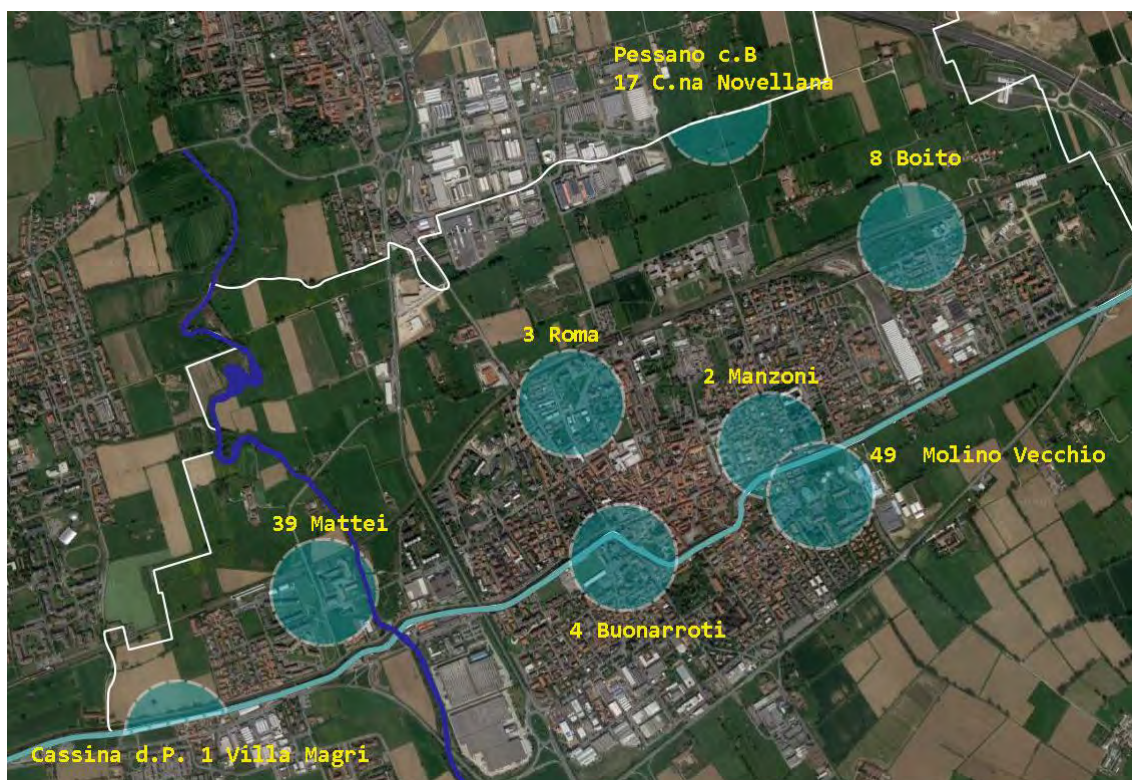 Pessano c.B
17 C.na Novellana
8 Boito
3 Roma
2 Manzoni
49 Molino Vecchio
39 Mattei
4 Buonarroti
Cassina d.P. 1 Villa Magri